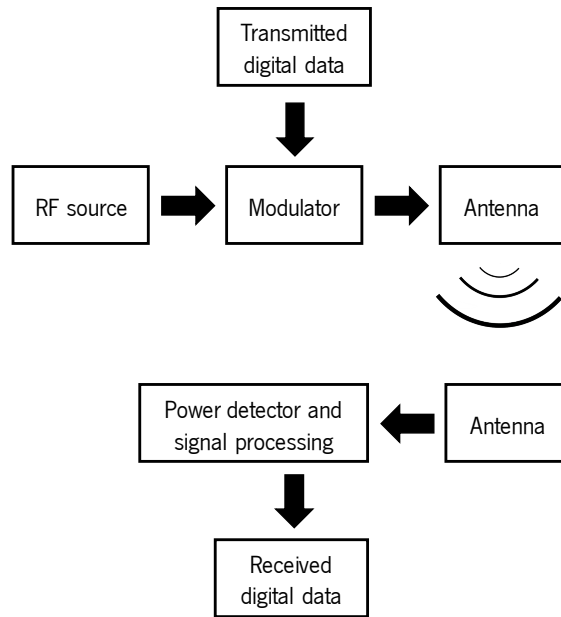 Transmitted
digital data
RF source
Modulator
Antenna
Power detector and
signal processing
Antenna
Received
digital data